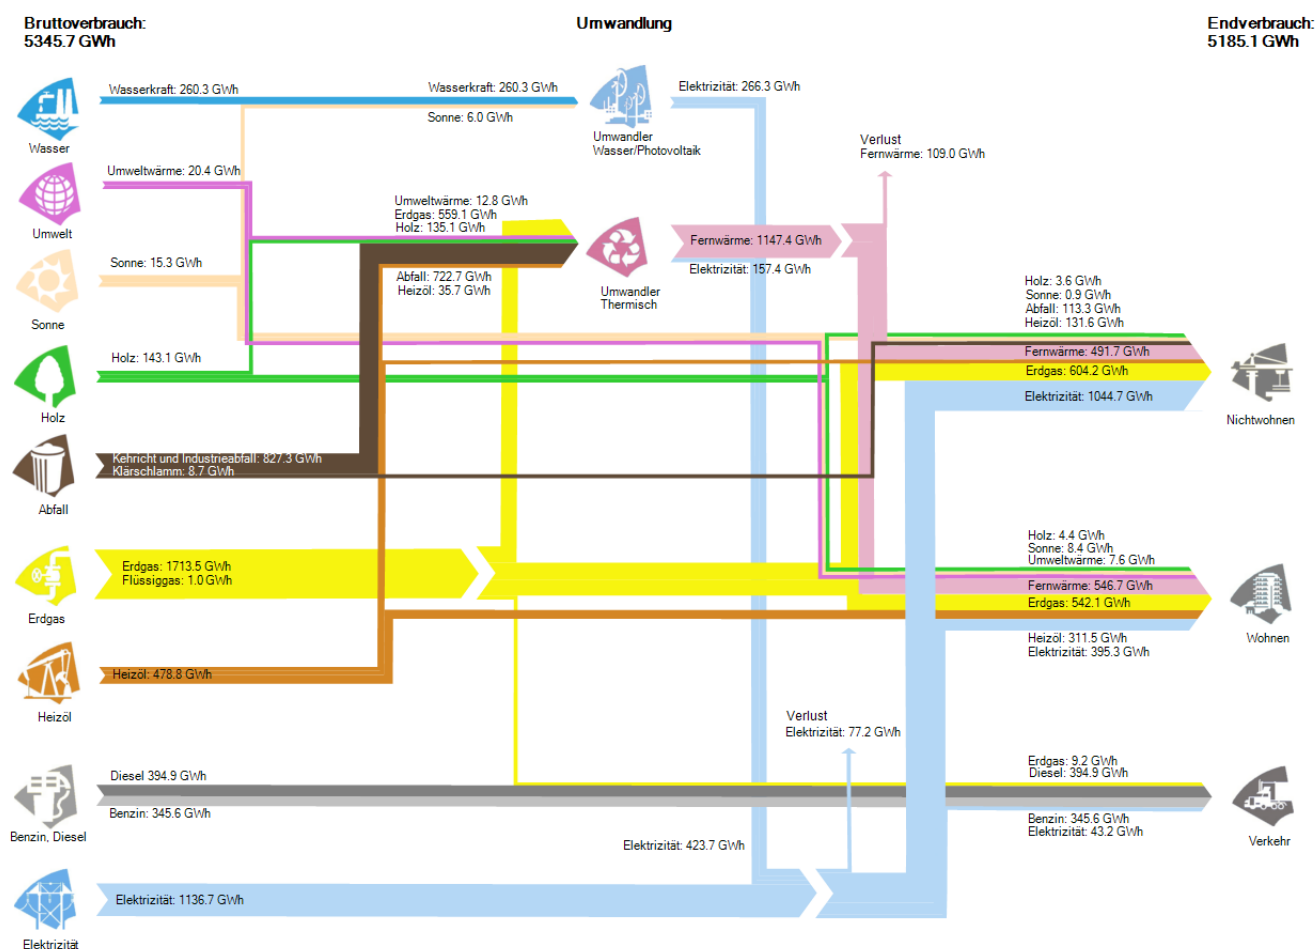 Bruttoverbrauch:
5345.7 GWh
Umwandlung
Endverbrauch:
5185.1 GWh
Wasserkraft: 260.3 GWh
Wasserkraft: 260.3 GWh
Sonne: 6.0 GWh
Elektrizität: 266.3 GWh
Wasser
Umwandler
Wasser/Photovoltaik
Verlust
Fernwärme: 109.0 GWh
Umweltwärme: 20.4 GWh
Umwelt
Umweltwärme: 12.8 GWh
Erdgas: 559.1 GWh
Holz: 135.1 GWh
Fernwärme: 1147.4 GWh
Elektrizität: 157.4 GWh
Abfall: 722.7 GWh
Heizöl: 35.7 GWh
Umwandler
Thermisch
Sonne: 15.3 GWh
Sonne
Holz: 3.6 GWh
Sonne: 0.9 GWh
Abfall: 113.3 GWh
Heizöl: 131.6 GWh
Fernwärme: 491.7 GWh
Erdgas: 604.2 GWh
Elektrizität: 1044.7 GWh
Nichtwohnen
Holz: 143.1 GWh
Holz
Kehricht und Industrieabfall: 827.3 GWh
Klärschlamm: 8.7 GWh
Abfall
Erdgas: 1713.5 GWh
Flüssiggas: 1.0 GWh
Erdgas
Holz: 4.4 GWh
Sonne: 8.4 GWh
Umweltwärme: 7.6 GWh
Fernwärme: 546.7 GWh
Erdgas: 542.1 GWh
Heizöl: 311.5 GWh
Elektrizität: 395.3 GWh
Wohnen
Heizöl: 478.8 GWh
Heizöl
Verlust
Elektrizität: 77.2 GWh
Diesel 394.9 GWh
Benzin: 345.6 GWh
Benzin, Diesel
Erdgas: 9.2 GWh
Diesel: 394.9 GWh
Benzin: 345.6 GWh
Elektrizität: 43.2 GWh
Verkehr
Elektrizität: 423.7 GWh
Elektrizität: 1136.7 GWh
Elektrizität